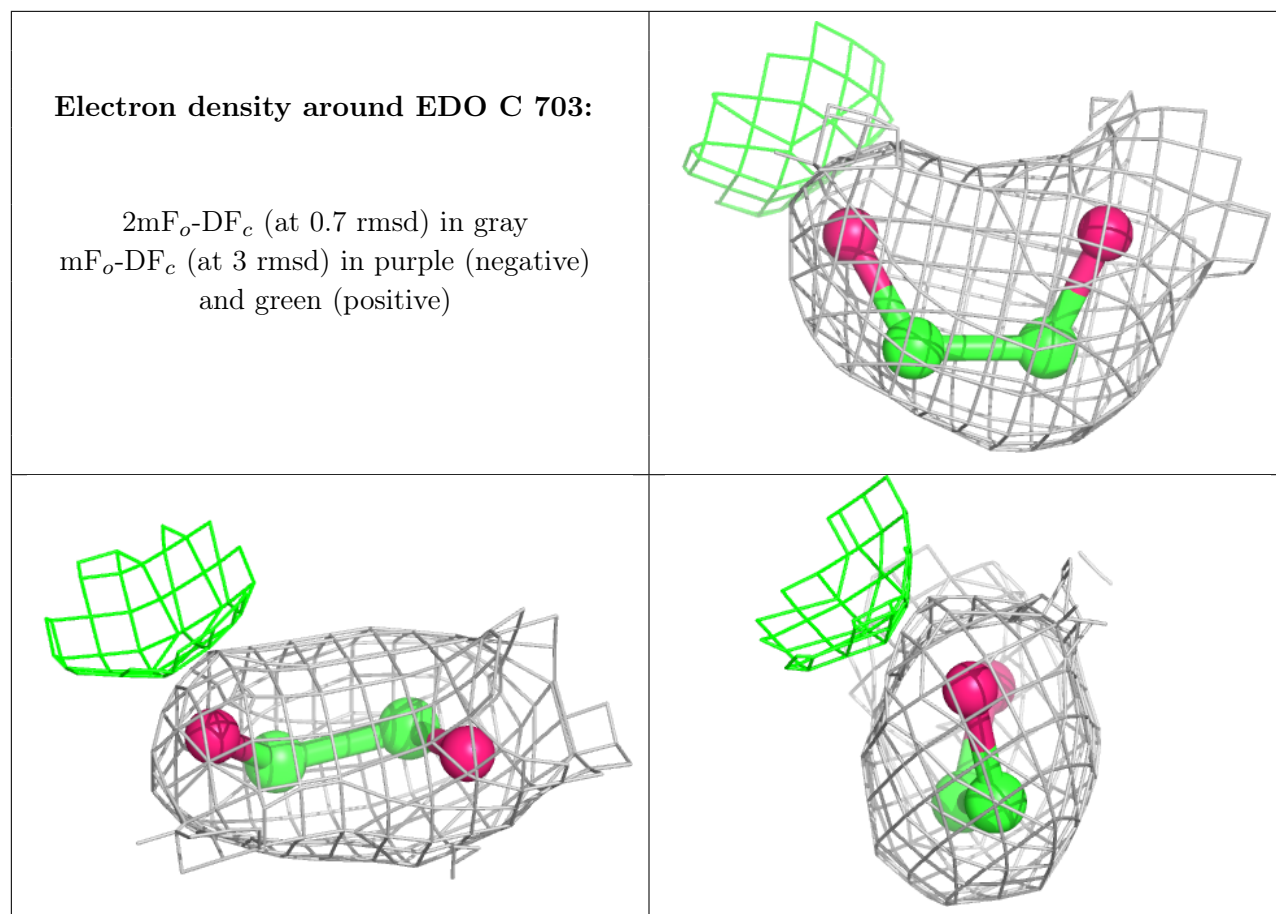 Electron density around EDO C 703:
2mFo-DFc (at 0.7 rmsd) in gray
mFo-DFc (at 3 rmsd) in purple (negative)
and green (positive)